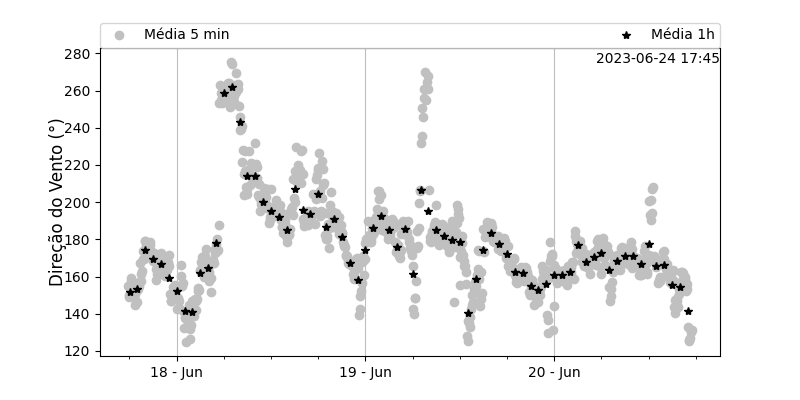 Média 5 min
Média 1h
2023-06-24 17:45
Direção do Vento (°)
280
260
240
220
200
180
160
140
120
18 - Jun
19 - Jun
20 - Jun